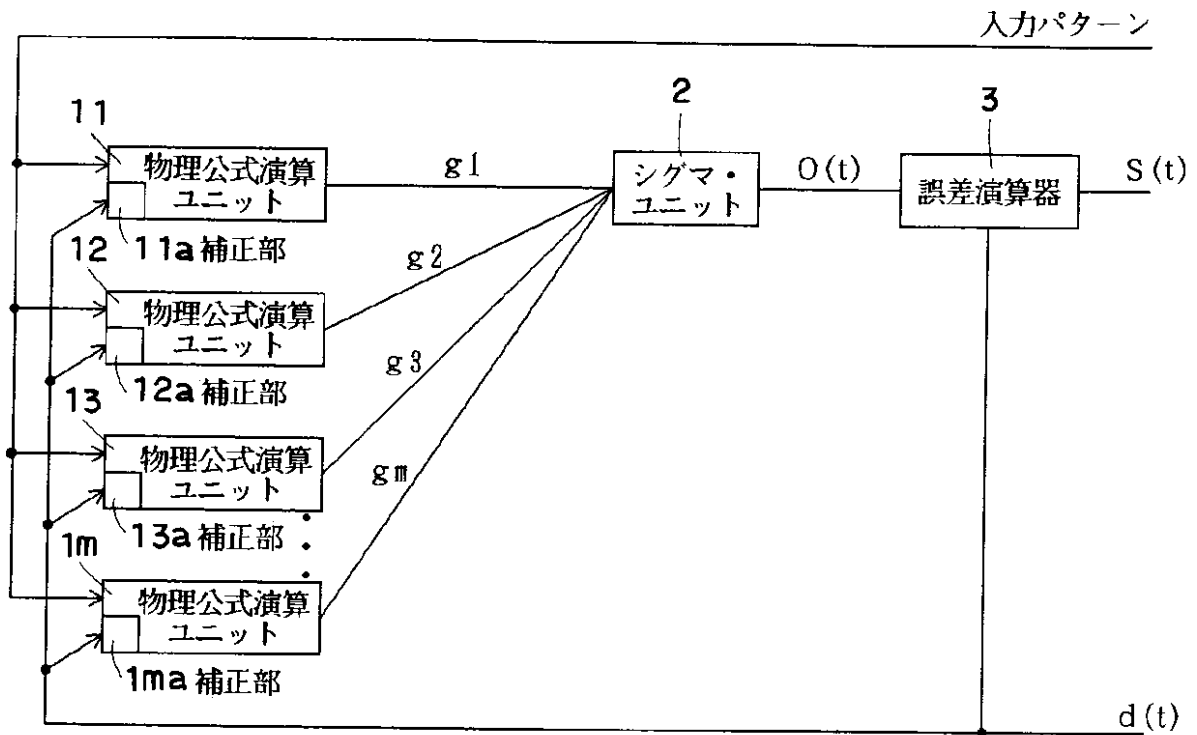 入力パターン
11
物理公式演算
ユニット
11a 補正部
g1
2
シグマ・
ユニット
O(t)
3
誤差演算器
S(t)
12
物理公式演算
ユニット
12a 補正部
g2
13
物理公式演算
ユニット
13a 補正部
g3
1m
物理公式演算
ユニット
1ma 補正部
gm
d(t)